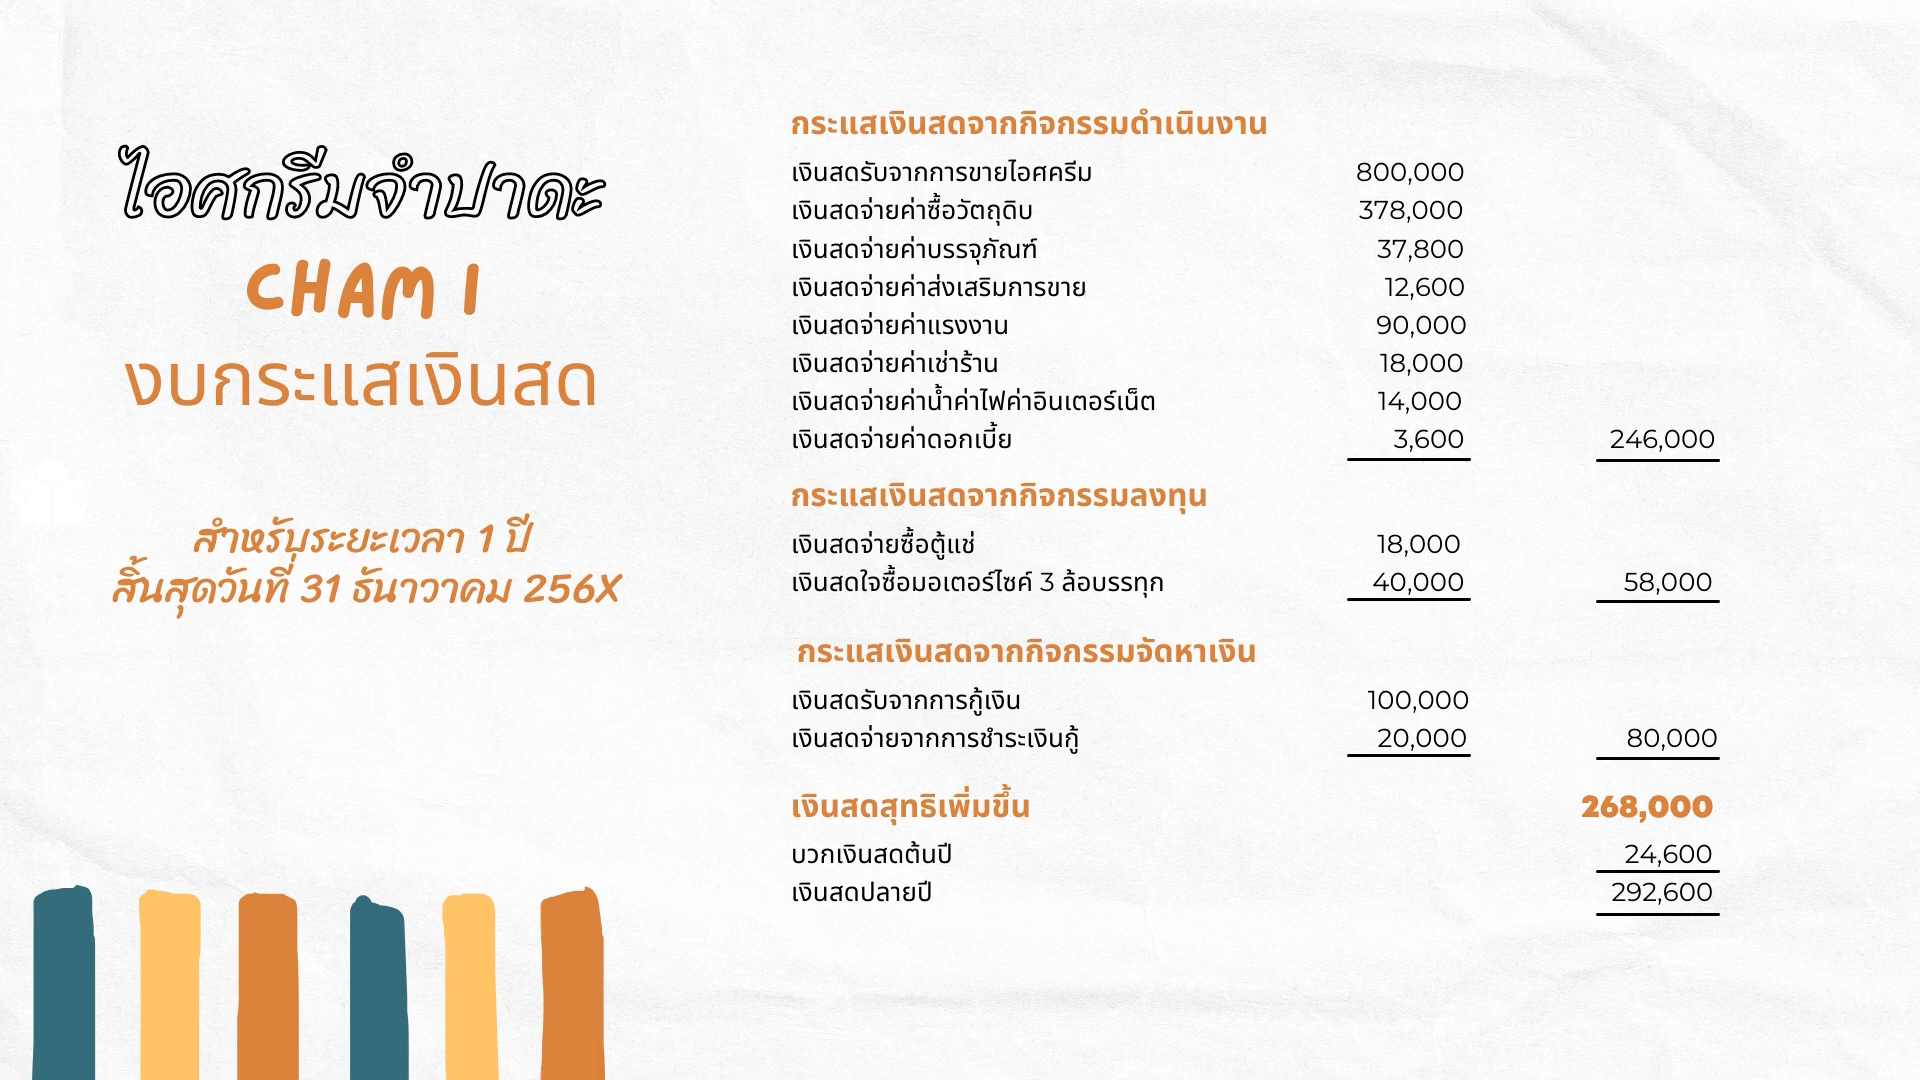 ไอศกรีมจำปาดะ
CHAM I
งบกระแสเงินสด
สำหรับระยะเวลา 1 ปี
สิ้นสุดวันที่ 31 ธันาวาคม 256X
กระแสเงินสดจากกิจกรรมดำเนินงาน
เงินสดรับจากการขายไอศครีม 800,000
เงินสดจ่ายค่าซื้อวัตถุดิบ 378,000
เงินสดจ่ายค่าบรรจุภัณฑ์ 37,800
เงินสดจ่ายค่าส่งเสริมการขาย 12,600
เงินสดจ่ายค่าแรงงาน 90,000
เงินสดจ่ายค่าเช่าร้าน 18,000
เงินสดจ่ายค่าน้ำค่าไฟค่าอินเตอร์เน็ต 14,000
เงินสดจ่ายค่าดอกเบี้ย 3,600 246,000
กระแสเงินสดจากกิจกรรมลงทุน
เงินสดจ่ายซื้อตู้แช่ 18,000
เงินสดใจซื้อมอเตอร์ไซค์ 3 ล้อบรรทุก 40,000 58,000
กระแสเงินสดจากกิจกรรมจัดหาเงิน
เงินสดรับจากการกู้เงิน 100,000
เงินสดจ่ายจากการชำระเงินกู้ 20,000 80,000
เงินสดสุทธิเพิ่มขึ้น 268,000
บวกเงินสดต้นปี 24,600
เงินสดปลายปี 292,600